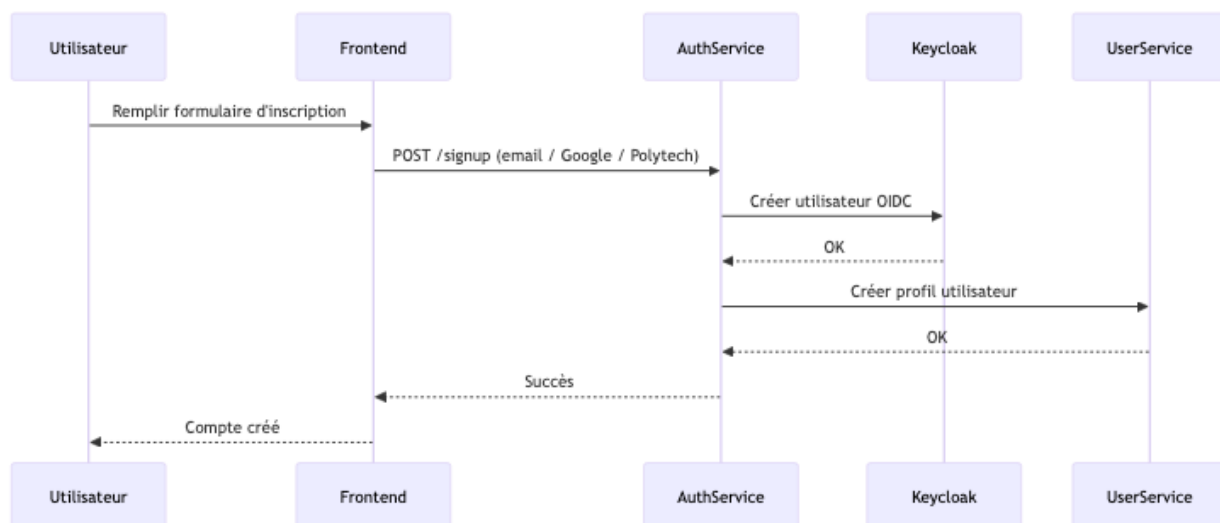 Utilisateur
Frontend
AuthService
Keycloak
UserService
Remplir formulaire d'inscription
POST /signup (email / Google / Polytech)
Créer utilisateur OIDC
OK
Créer profil utilisateur
OK
Succès
Compte créé
Utilisateur
Frontend
AuthService
Keycloak
UserService